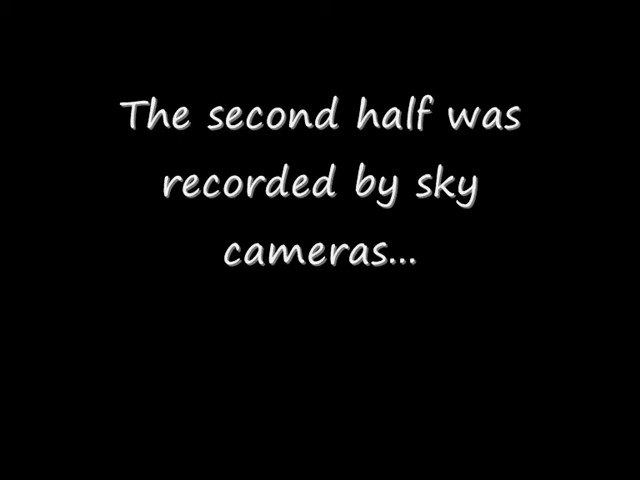 The second half was
recorded by sky
cameras...